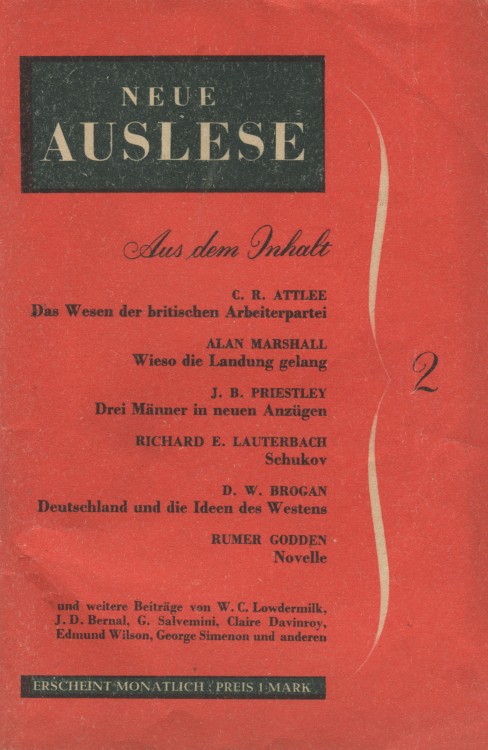 NEUE
AUSLESE
Aus dem Inhalt
C. R. ATTLEE
Das Wesen der britischen Arbeiterpartei
ALAN MARSHALL
Wieso die Landung gelang
J. B. PRIESTLEY
Drei Männer in neuen Anzügen
RICHARD E. LAUTERBACH
Schukov
D. W. BROGAN
Deutschland und die Ideen des Westens
RUMER GODDEN
Novelle
2
und weitere Beiträge von W. C. Lowdermilk,
J. D. Bernal, G. Salvemini, Claire Davinroy,
Edmund Wilson, George Simenon und anderen
ERSCHEINT MONATLICH : PREIS 1 MARK